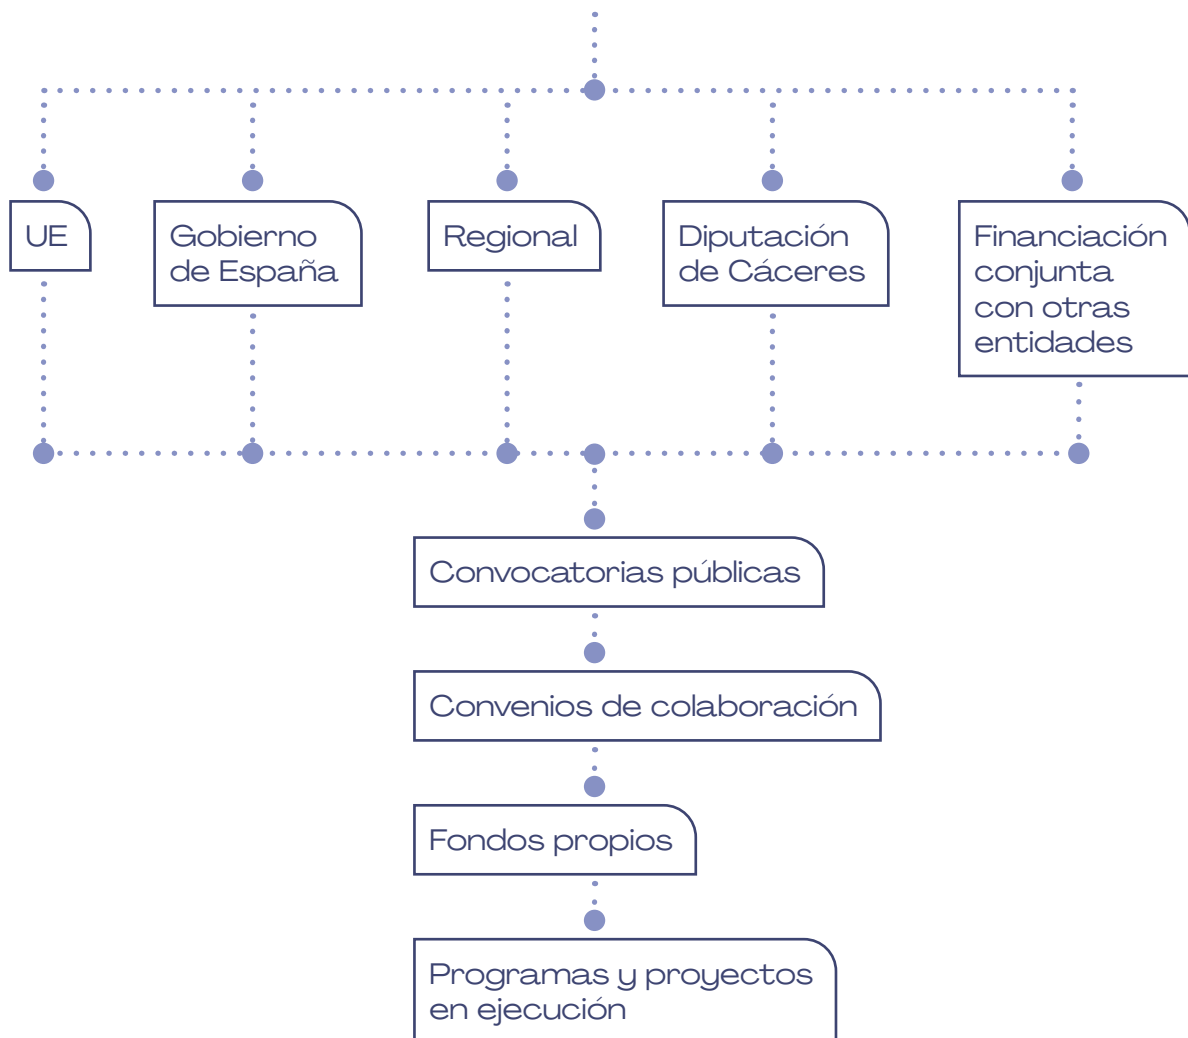 UE
Gobierno
de España
Regional
Diputación
de Cáceres
Financiación
conjunta
con otras
entidades
Convocatorias públicas
Convenios de colaboración
Fondos propios
Programas y proyectos
en ejecución